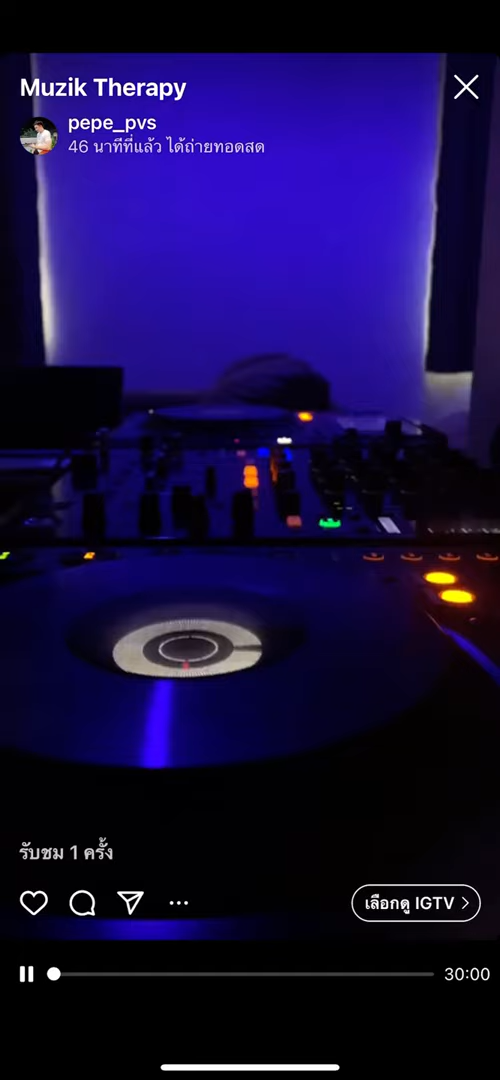 Muzik Therapy
pepe_pvs
46 นาทีที่แล้ว ได้ถ่ายทอดสด
รับชม 1 ครั้ง
เลือกดู IGTV
30:00